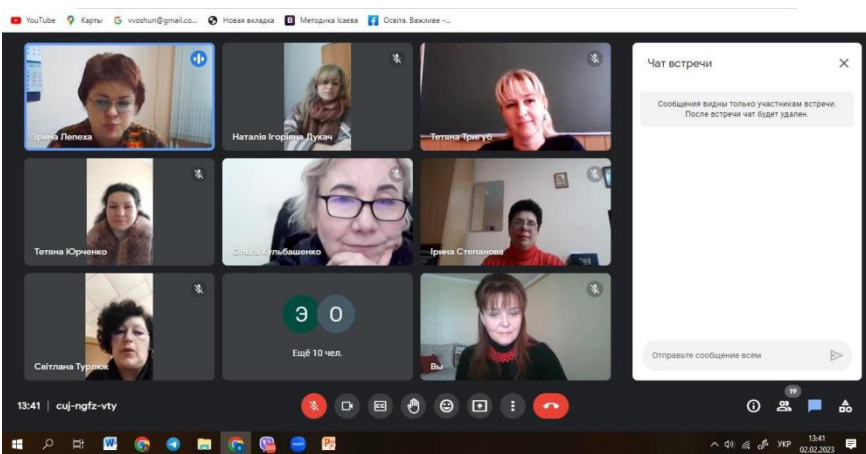 YouTube Карты vvoshun@gmail.co... Новая вкладка Методика Ісаєва Освіта. Важливе -...
Ірина Лепеха
Наталія Ігорівна Дукач
Тетяна Тригуб
Тетяна Юрченко
Ольга Кульбашенко
Ірина Степанова
Світлана Турлюк
Э О
Ещё 10 чел.
Вы
Чат встречи
Сообщения видны только участникам встречи.
После встречи чат будет удален.
Отправьте сообщение всем
13:41 | cuj-ngfz-vty
19
УКР
13:41
02.02.2023